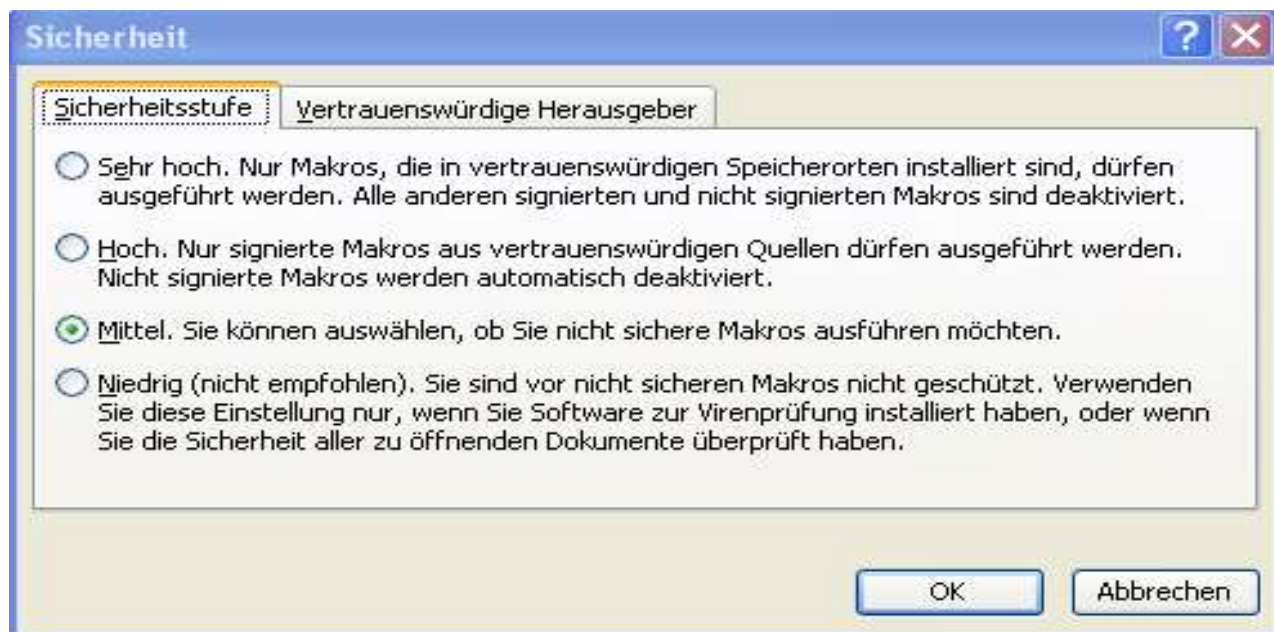 Sicherheit
Sicherheitsstufe
Vertrauenswürdige Herausgeber
Sehr hoch. Nur Makros, die in vertrauenswürdigen Speicherorten installiert sind, dürfen
ausgeführt werden. Alle anderen signierten und nicht signierten Makros sind deaktiviert.
Hoch. Nur signierte Makros aus vertrauenswürdigen Quellen dürfen ausgeführt werden.
Nicht signierte Makros werden automatisch deaktiviert.
Mittel. Sie können auswählen, ob Sie nicht sichere Makros ausführen möchten.
Niedrig (nicht empfohlen). Sie sind vor nicht sicheren Makros nicht geschützt. Verwenden
Sie diese Einstellung nur, wenn Sie Software zur Virenprüfung installiert haben, oder wenn
Sie die Sicherheit aller zu öffnenden Dokumente überprüft haben.
OK
Abbrechen